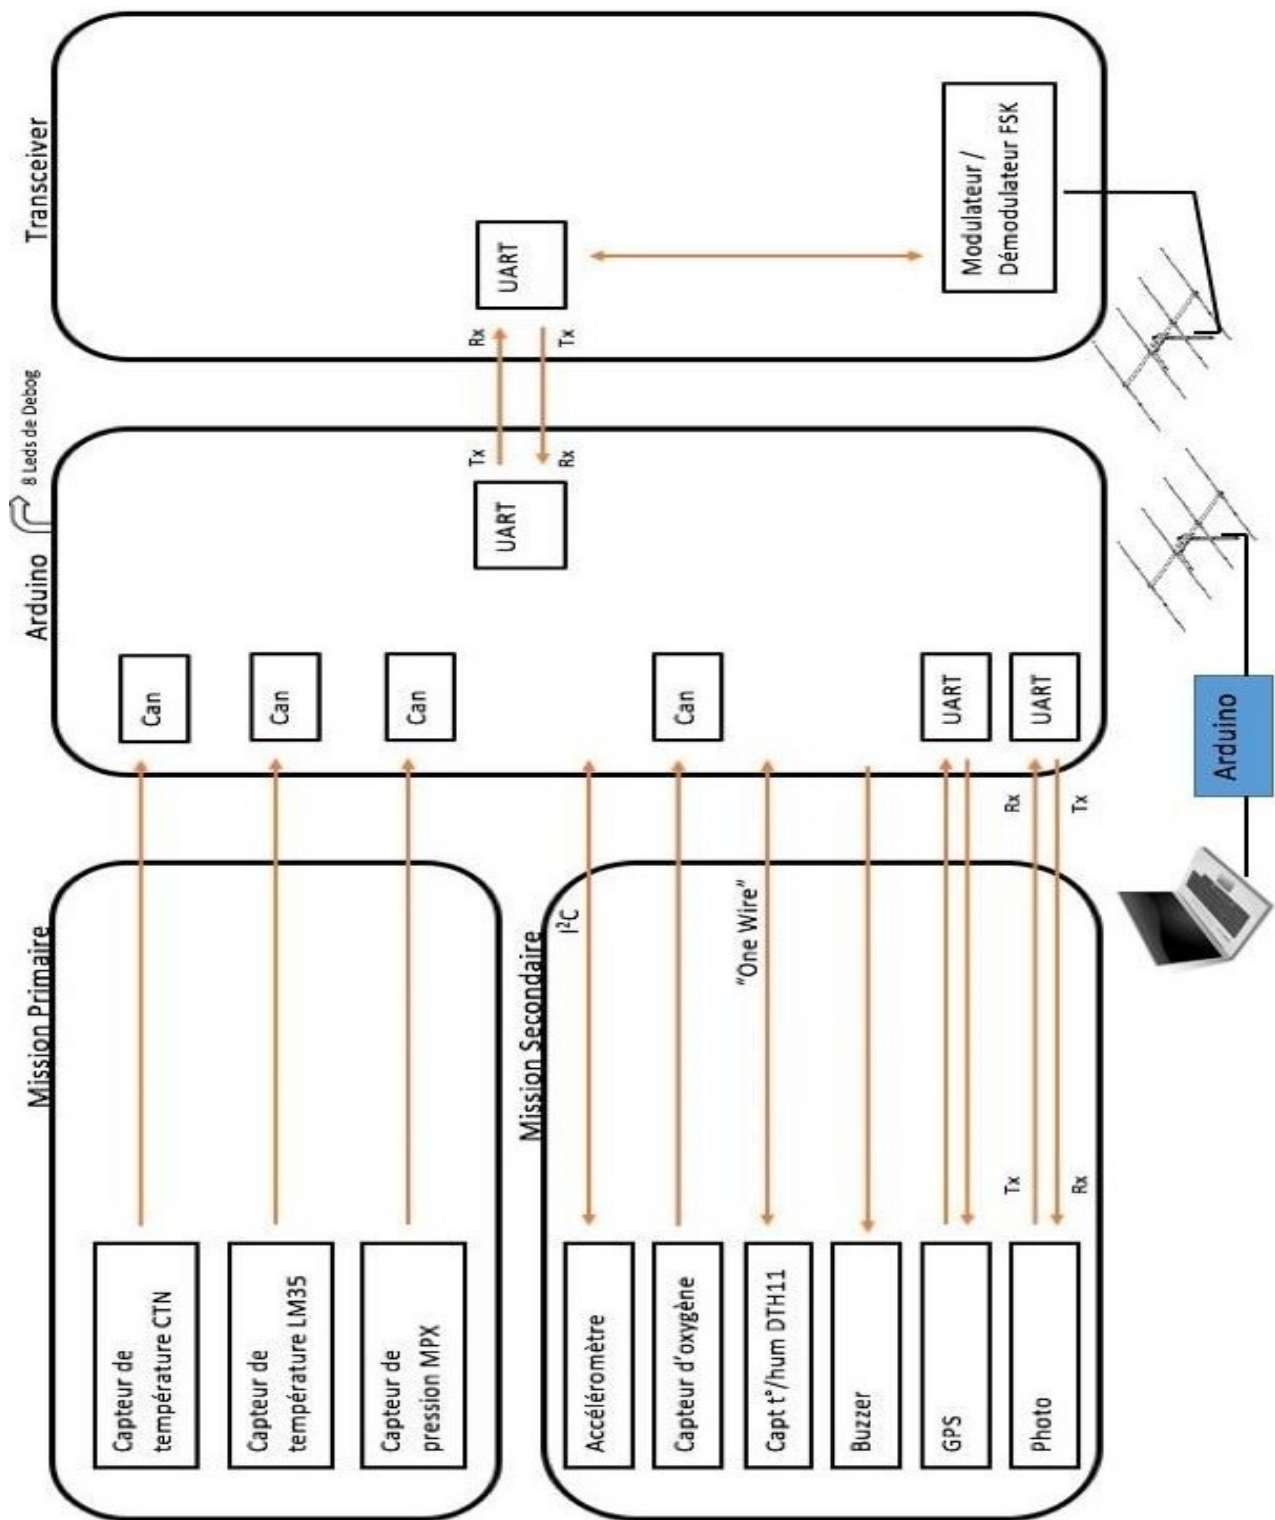 Mission Primaire
Capteur de
température CTN
Capteur de
température LM35
Capteur de
pression MPX
Mission Secondaire
Accéléromètre
I²C
Capteur d'oxygène
Capt t°/hum DTH11
"One Wire"
Buzzer
GPS
Photo
Tx
Rx
Rx
Tx
Arduino
8 Leds de Debog
Can
Can
Can
Can
UART
UART
UART
Tx
Rx
Transceiver
Rx
Tx
UART
Modulateur /
Démodulateur FSK
Arduino